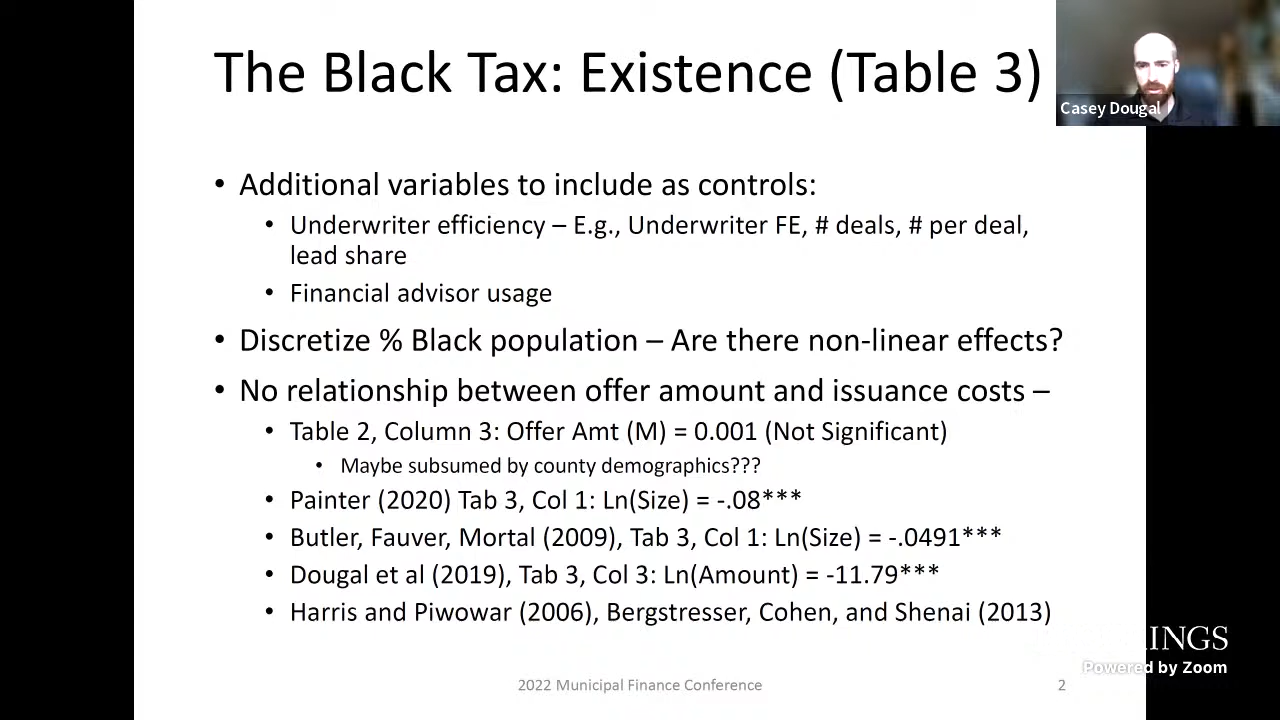 The Black Tax: Existence (Table 3)
Casey Dougal
• Additional variables to include as controls:
• Underwriter efficiency – E.g., Underwriter FE, # deals, # per deal,
lead share
• Financial advisor usage
• Discretize % Black population – Are there non-linear effects?
• No relationship between offer amount and issuance costs –
• Table 2, Column 3: Offer Amt (M) = 0.001 (Not Significant)
• Maybe subsumed by county demographics???
• Painter (2020) Tab 3, Col 1: Ln(Size) = -.08***
• Butler, Fauver, Mortal (2009), Tab 3, Col 1: Ln(Size) = -.0491***
• Dougal et al (2019), Tab 3, Col 3: Ln(Amount) = -11.79***
• Harris and Piwowar (2006), Bergstresser, Cohen, and Shenai (2013)
INGS
Powered by Zoom
2022 Municipal Finance Conference
2